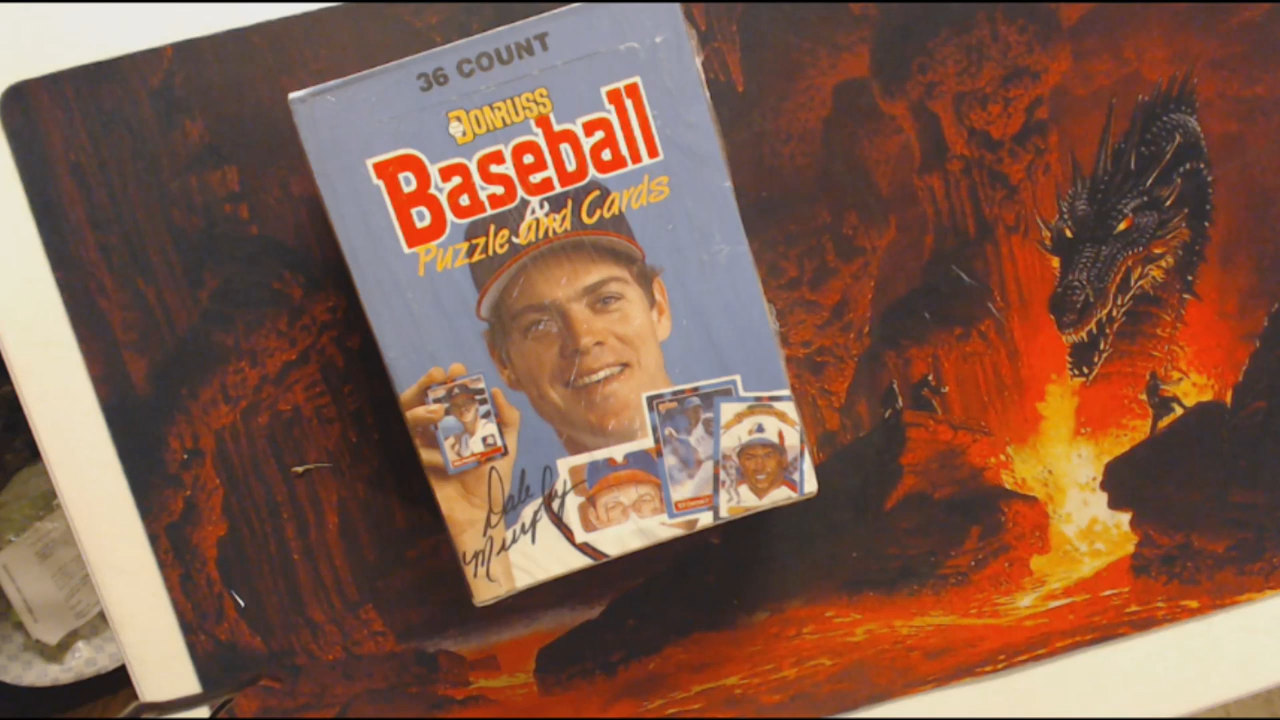 36 COUNT
DONRUSS
Baseball
Puzzle and Cards
Dale
Murphy